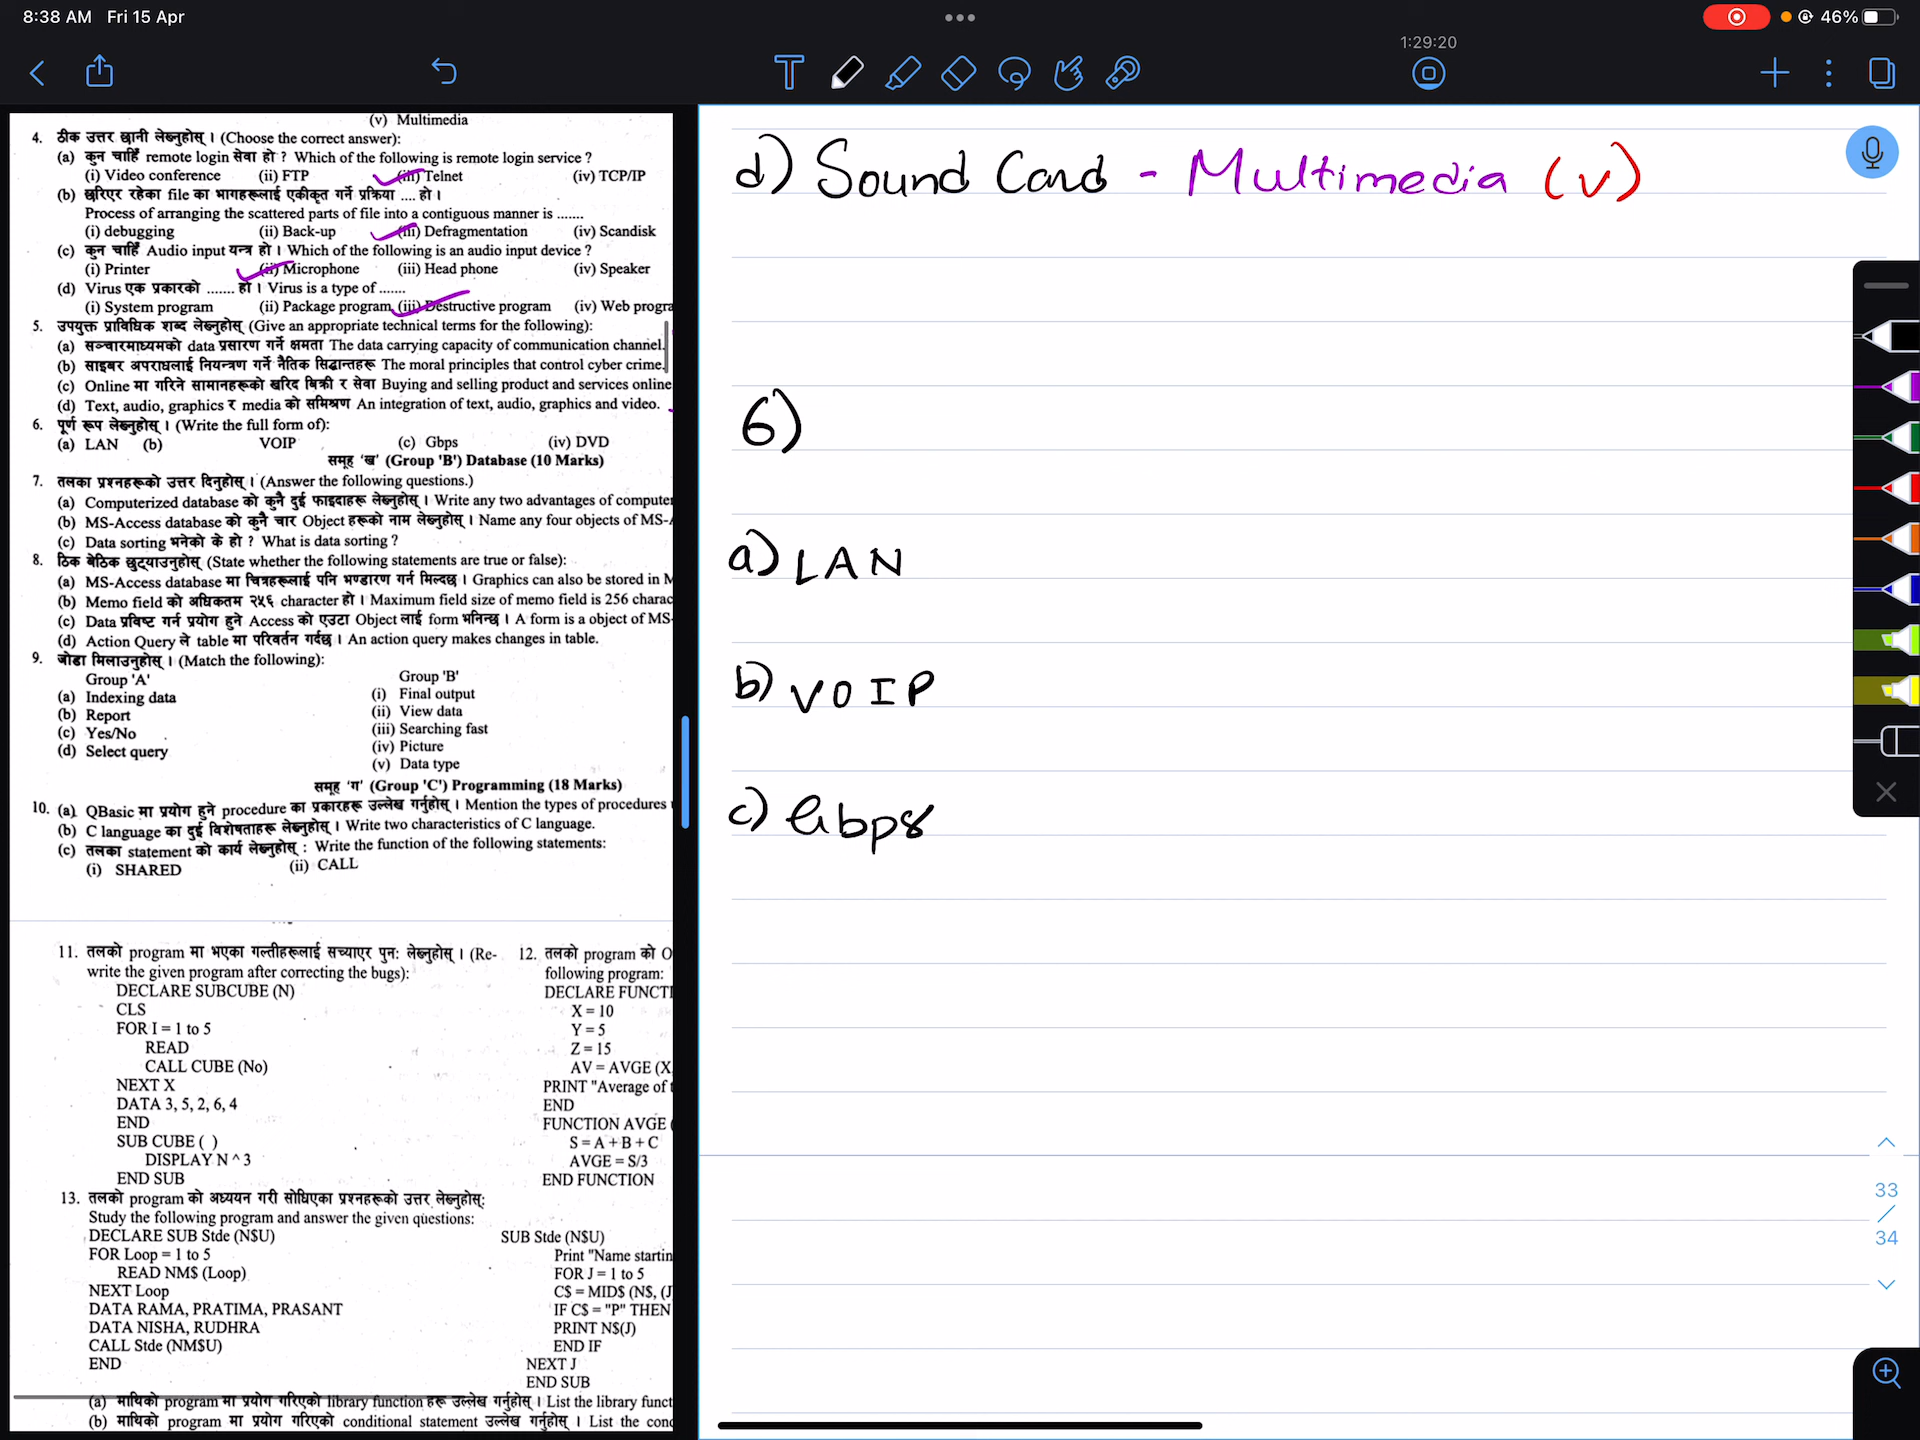 8:38 AM Fri 15 Apr
46%
1:29:20
(v) Multimedia
4. ठीक उत्तर छानी लेख्नुहोस् । (Choose the correct answer):
(a) कुन चाहिँ remote login सेवा हो ? Which of the following is remote login service ?
(i) Video conference (ii) FTP (iii) Telnet (iv) TCP/IP
(b) छरिएर रहेका file का भागहरूलाई एकीकृत गर्ने प्रक्रिया .... हो ।
Process of arranging the scattered parts of file into a contiguous manner is .......
(i) debugging (ii) Back-up (iii) Defragmentation (iv) Scandisk
(c) कुन चाहिँ Audio input यन्त्र हो । Which of the following is an audio input device ?
(i) Printer (ii) Microphone (iii) Head phone (iv) Speaker
(d) Virus एक प्रकारको ....... हो । Virus is a type of .......
(i) System program (ii) Package program (iii) Destructive program (iv) Web progra
5. उपयुक्त प्राविधिक शब्द लेख्नुहोस् (Give an appropriate technical terms for the following):
(a) सञ्चारमाध्यमको data प्रसारण गर्ने क्षमता The data carrying capacity of communication channel.
(b) साइबर अपराधलाई नियन्त्रण गर्ने नैतिक सिद्धान्तहरू The moral principles that control cyber crime.
(c) Online मा गरिने सामानहरूको खरिद बिक्री र सेवा Buying and selling product and services online
(d) Text, audio, graphics र media को सम्मिश्रण An integration of text, audio, graphics and video.
6. पूर्ण रूप लेख्नुहोस् । (Write the full form of):
(a) LAN (b) VOIP (c) Gbps (iv) DVD
समूह 'ख' (Group 'B') Database (10 Marks)
7. तलका प्रश्नहरूको उत्तर दिनुहोस् । (Answer the following questions.)
(a) Computerized database को कुनै दुई फाइदाहरू लेख्नुहोस् । Write any two advantages of compute
(b) MS-Access database को कुनै चार Object हरूको नाम लेख्नुहोस् । Name any four objects of MS-
(c) Data sorting भनेको के हो ? What is data sorting ?
8. ठिक बेठिक छुट्याउनुहोस् (State whether the following statements are true or false):
(a) MS-Access database मा चित्रहरूलाई पनि भण्डारण गर्न मिल्दछ । Graphics can also be stored in M
(b) Memo field को अधिकतम २५६ character हो । Maximum field size of memo field is 256 charac
(c) Data प्रविष्ट गर्न प्रयोग हुने Access को एउटा Object लाई form भनिन्छ । A form is a object of MS-
(d) Action Query ले table मा परिवर्तन गर्दछ । An action query makes changes in table.
9. जोडा मिलाउनुहोस् । (Match the following):
Group 'A' Group 'B'
(a) Indexing data (i) Final output
(b) Report (ii) View data
(c) Yes/No (iii) Searching fast
(d) Select query (iv) Picture
(v) Data type
समूह 'ग' (Group 'C') Programming (18 Marks)
10. (a) QBasic मा प्रयोग हुने procedure का प्रकारहरू उल्लेख गर्नुहोस् । Mention the types of procedures
(b) C language का दुई विशेषताहरू लेख्नुहोस् । Write two characteristics of C language.
(c) तलका statement को कार्य लेख्नुहोस् : Write the function of the following statements:
(i) SHARED (ii) CALL
11. तलको program मा भएका गल्तीहरूलाई सच्याएर पुन: लेख्नुहोस् । (Re-
write the given program after correcting the bugs):
DECLARE SUBCUBE (N)
CLS
FOR I = 1 to 5
READ
CALL CUBE (No)
NEXT X
DATA 3, 5, 2, 6, 4
END
SUB CUBE ( )
DISPLAY N ^ 3
END SUB
12. तलको program को O
following program:
DECLARE FUNCTI
X = 10
Y = 5
Z = 15
AV = AVGE (X,
PRINT "Average of t
END
FUNCTION AVGE (
S = A + B + C
AVGE = S/3
END FUNCTION
13. तलको program को अध्ययन गरी सोधिएका प्रश्नहरूको उत्तर लेख्नुहोस्:
Study the following program and answer the given questions:
DECLARE SUB Stde (N$U)
FOR Loop = 1 to 5
READ NM$ (Loop)
NEXT Loop
DATA RAMA, PRATIMA, PRASANT
DATA NISHA, RUDHRA
CALL Stde (NM$U)
END
SUB Stde (N$U)
Print "Name startin
FOR J = 1 to 5
C$ = MID$ (N$, (J
IF C$ = "P" THEN
PRINT N$(J)
END IF
NEXT J
END SUB
(a) माथिको program मा प्रयोग गरिएको library function हरू उल्लेख गर्नुहोस् । List the library funct
(b) माथिको program मा प्रयोग गरिएको conditional statement उल्लेख गर्नुहोस् । List the con
d) Sound Card - Multimedia (v)
6)
a) LAN
b) VOIP
c) Gbps
33
/
34